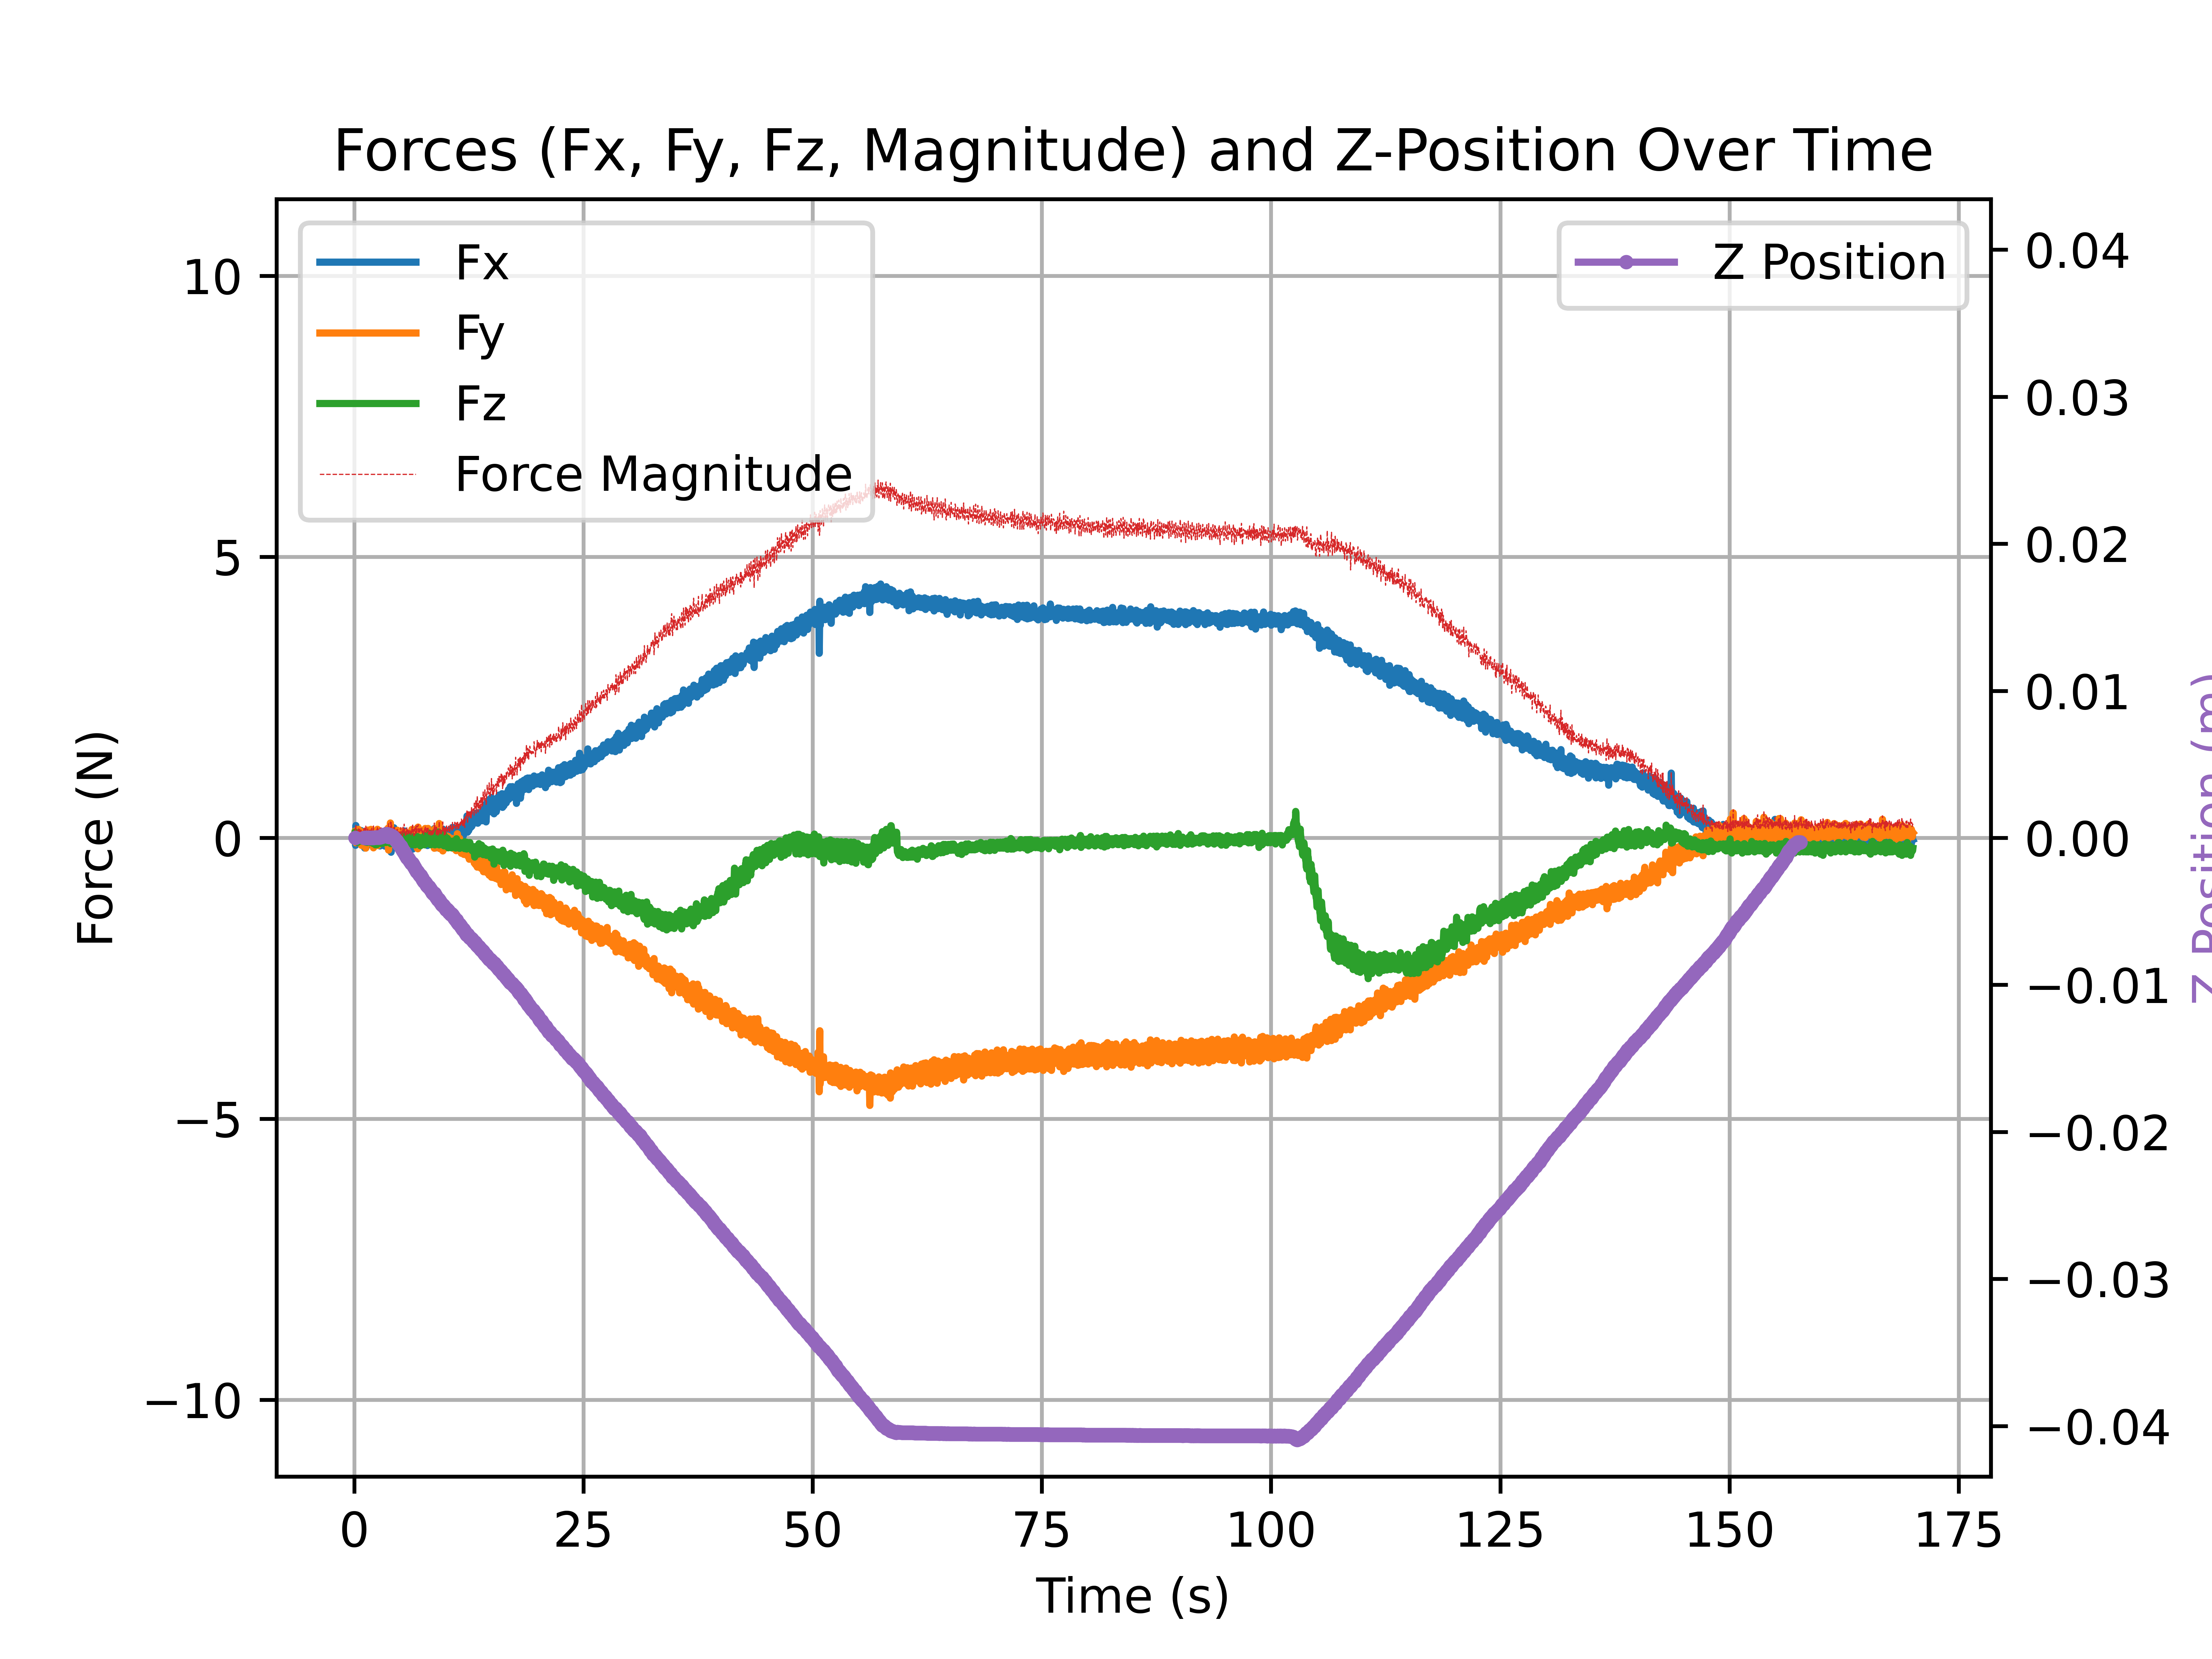 Forces (Fx, Fy, Fz, Magnitude) and Z-Position Over Time
Fx
Fy
Fz
Force Magnitude
Z Position
10
5
0
−5
−10
Force (N)
0.04
0.03
0.02
0.01
0.00
−0.01
−0.02
−0.03
−0.04
Z Position (m)
0 25 50 75 100 125 150 175
Time (s)